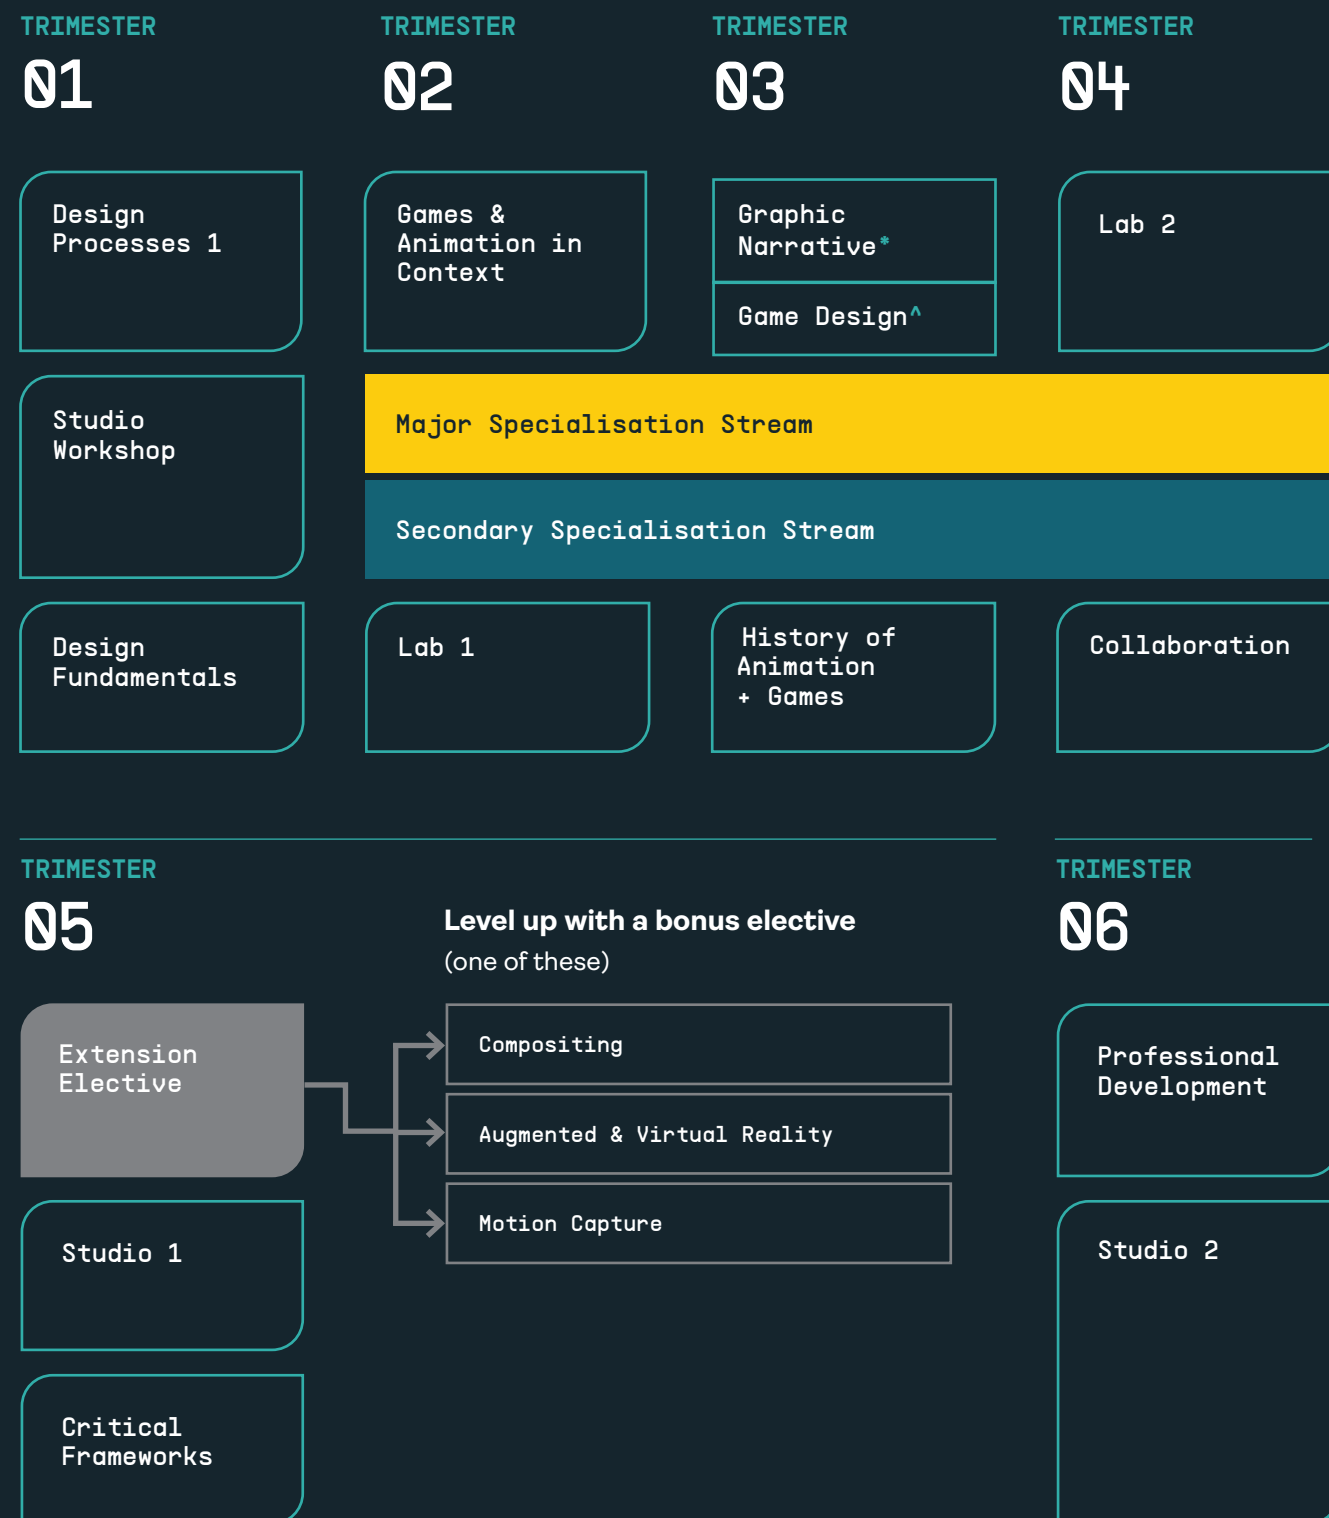 TRIMESTER
01
TRIMESTER
02
TRIMESTER
03
TRIMESTER
04
Design
Processes 1
Games &
Animation in
Context
Graphic
Narrative*
Game Design^
Lab 2
Studio
Workshop
Major Specialisation Stream
Secondary Specialisation Stream
Design
Fundamentals
Lab 1
History of
Animation
+ Games
Collaboration
TRIMESTER
05
Level up with a bonus elective
(one of these)
Extension
Elective
Compositing
Augmented & Virtual Reality
Motion Capture
Studio 1
Critical
Frameworks
TRIMESTER
06
Professional
Development
Studio 2